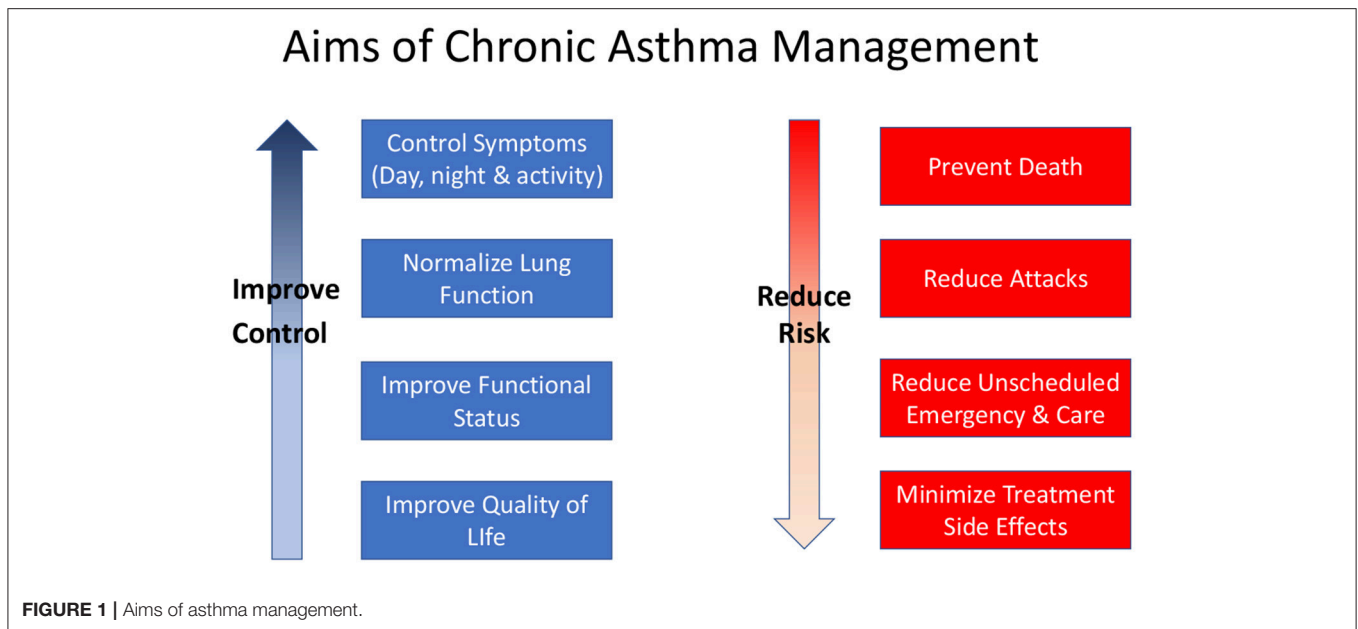 Aims of Chronic Asthma Management
Improve
Control
Control Symptoms
(Day, night & activity)
Normalize Lung
Function
Improve Functional
Status
Improve Quality of
LIfe
Reduce
Risk
Prevent Death
Reduce Attacks
Reduce Unscheduled
Emergency & Care
Minimize Treatment
Side Effects
FIGURE 1 | Aims of asthma management.